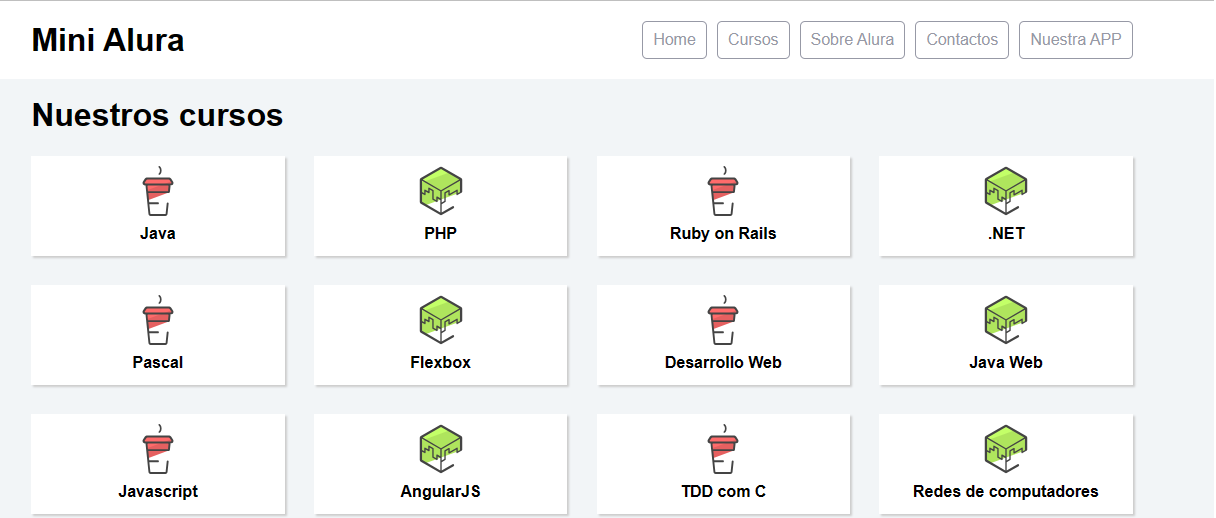 Mini Alura
Home Cursos Sobre Alura Contactos Nuestra APP
Nuestros cursos
Java PHP Ruby on Rails .NET
Pascal Flexbox Desarrollo Web Java Web
Javascript AngularJS TDD com C Redes de computadores